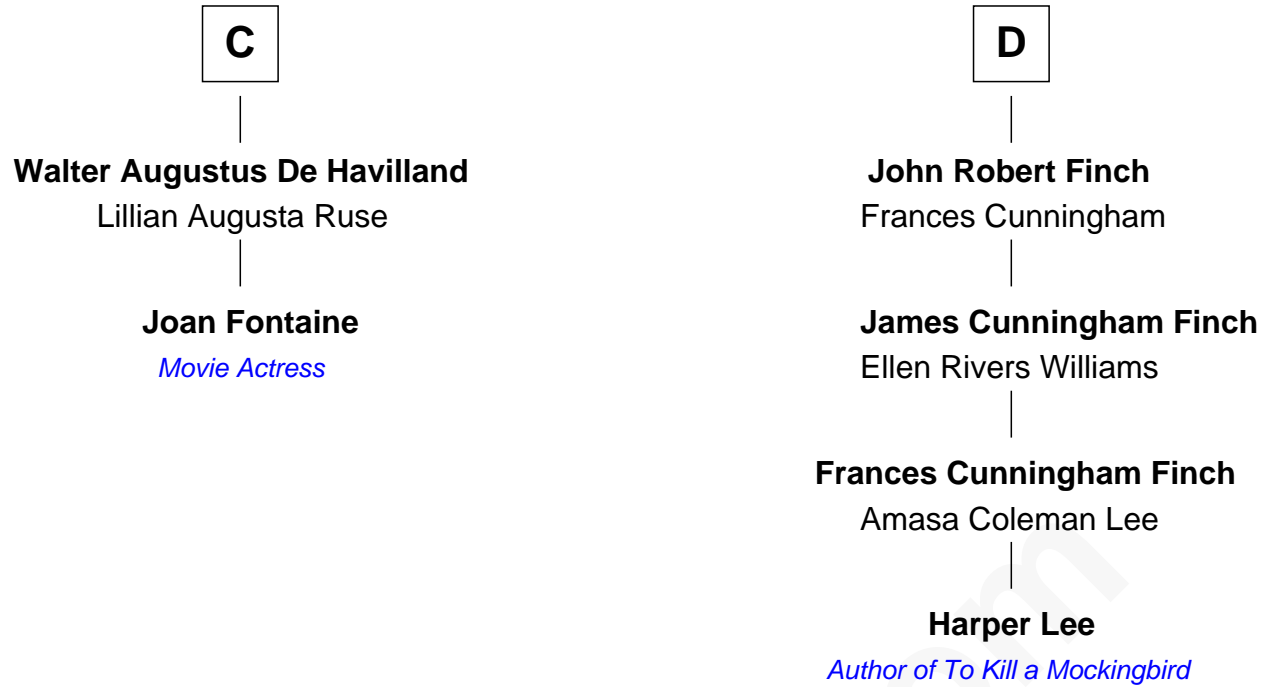 C
Walter Augustus De Havilland
Lillian Augusta Ruse
Joan Fontaine
Movie Actress
D
John Robert Finch
Frances Cunningham
James Cunningham Finch
Ellen Rivers Williams
Frances Cunningham Finch
Amasa Coleman Lee
Harper Lee
Author of To Kill a Mockingbird